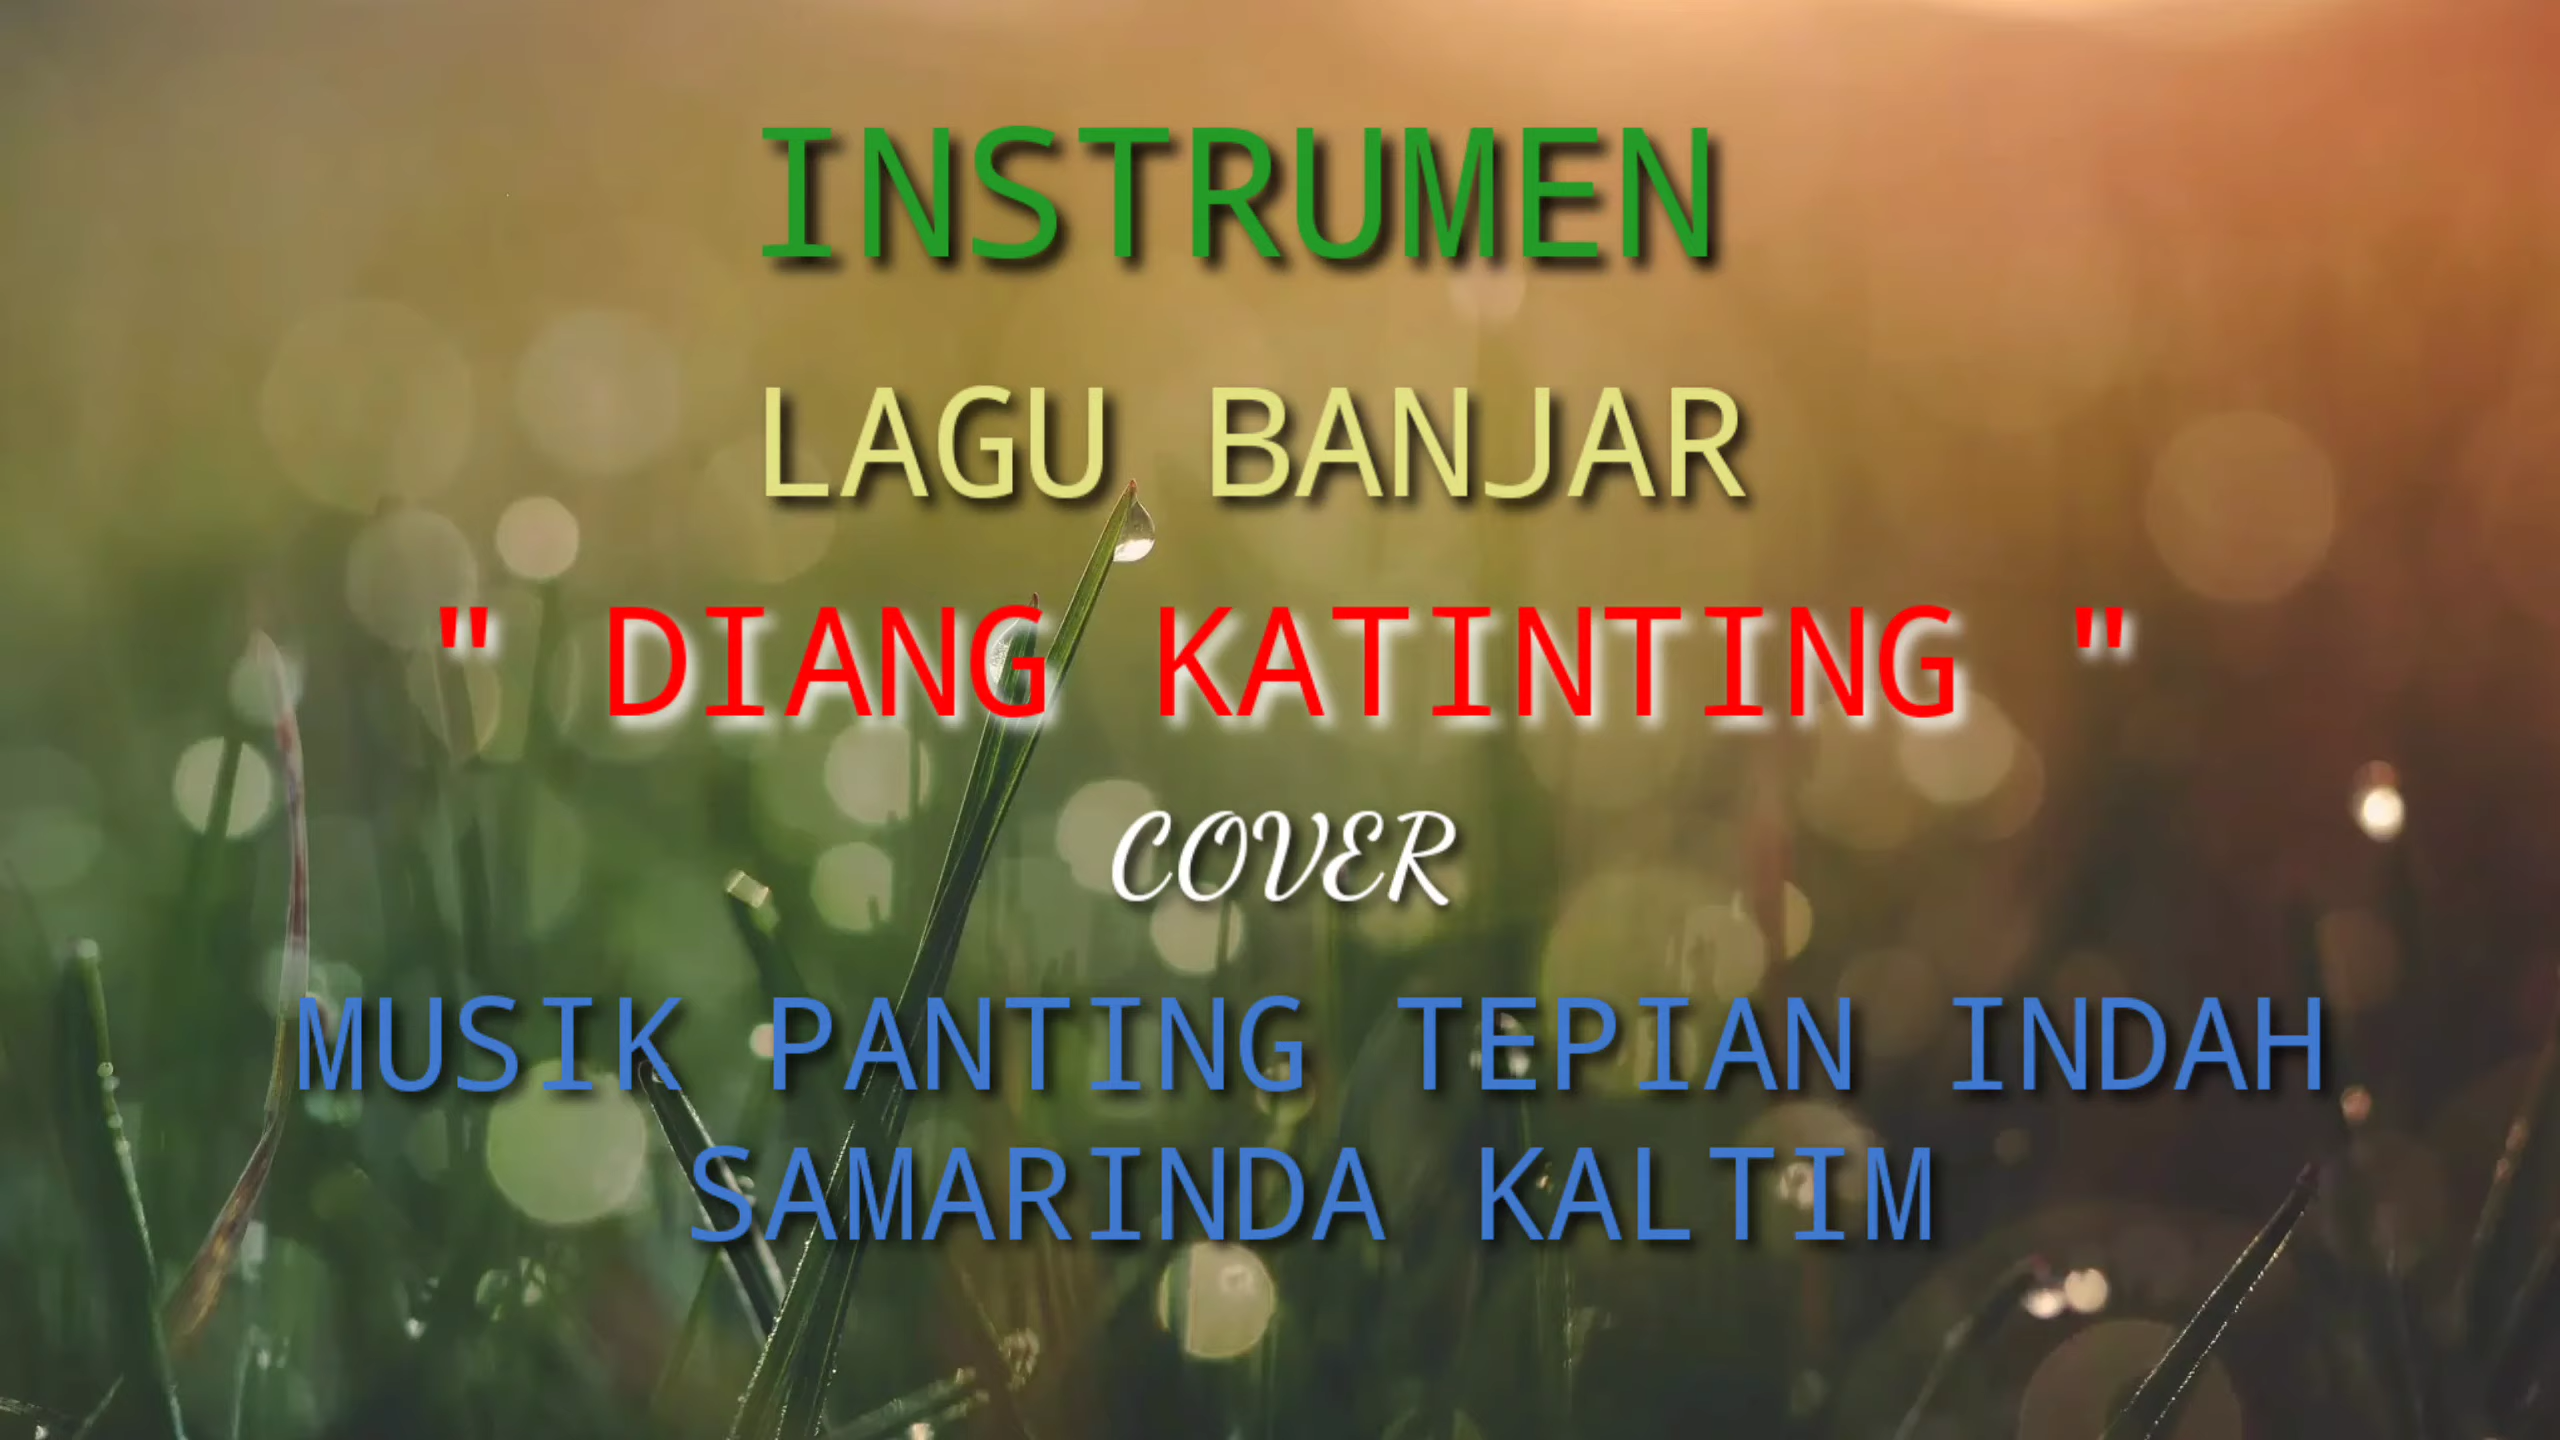 INSTRUMEN
LAGU BANJAR
" DIANG KATINTING "
COVER
MUSIK PANTING TEPIAN INDAH
SAMARINDA KALTIM